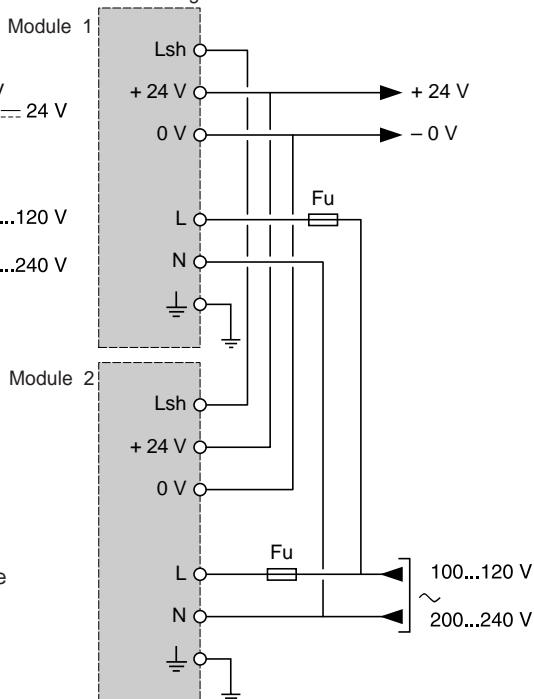 Module 1
Lsh
+ 24 V
0 V
L
N
24 V
...120 V
...240 V
+ 24 V
– 0 V
Fu
Module 2
Lsh
+ 24 V
0 V
L
N
Fu
100...120 V
~
200...240 V